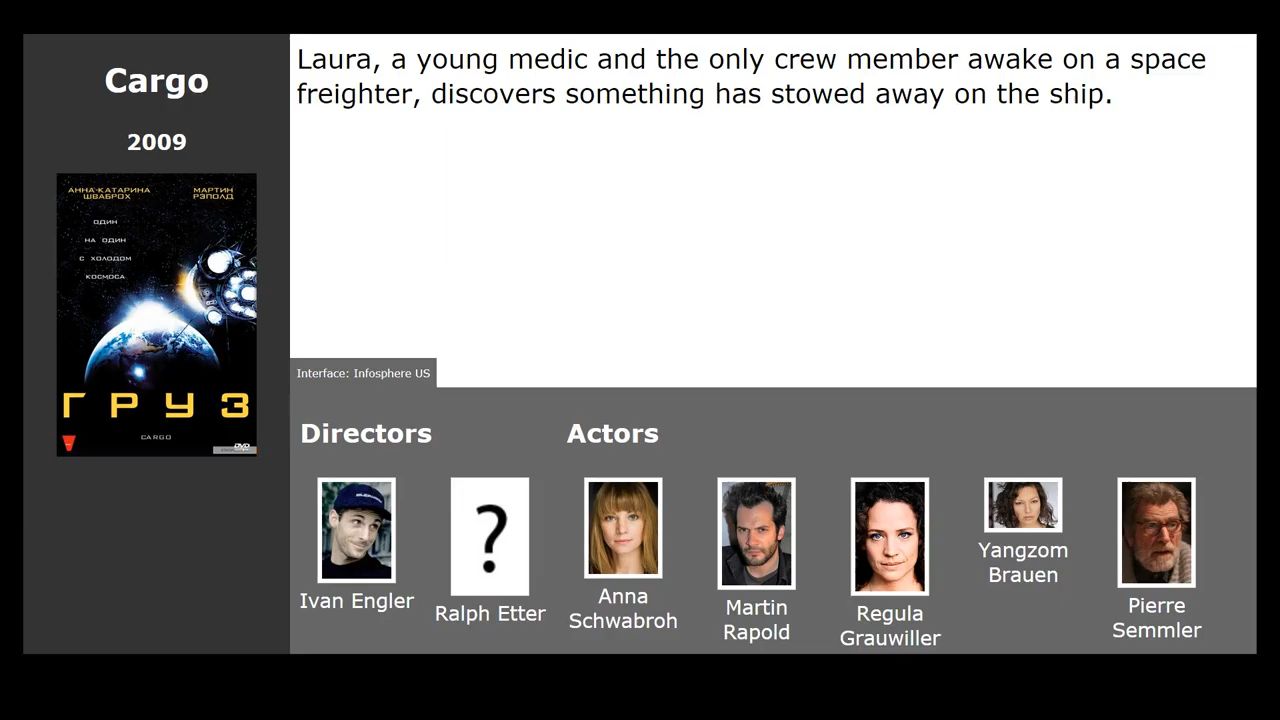 Cargo
2009
АННА-КАТАРИНА
ШВАБРОХ
МАРТИН
РЭПОЛД
ОДИН
НА ОДИН
С ХОЛОДОМ
КОСМОСА
ГРУЗ
CARGO
DVD
Laura, a young medic and the only crew member awake on a space
freighter, discovers something has stowed away on the ship.
Interface: Infosphere US
Directors
Actors
Ivan Engler
Ralph Etter
Anna
Schwabroh
Martin
Rapold
Regula
Grauwiller
Yangzom
Brauen
Pierre
Semmler